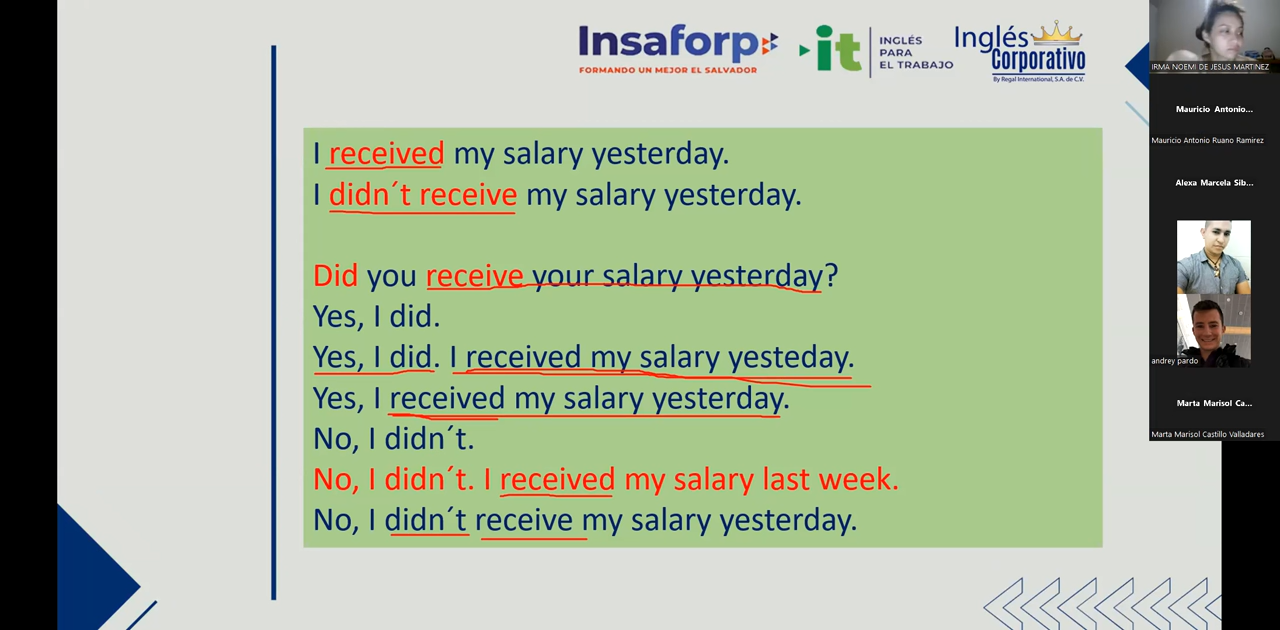 Insaforp
FORMANDO UN MEJOR EL SALVADOR
it
INGLÉS
PARA
EL TRABAJO
Inglés
Corporativo
By Regal International, S.A. de C.V.
I received my salary yesterday.
I didn´t receive my salary yesterday.
Did you receive your salary yesterday?
Yes, I did.
Yes, I did. I received my salary yesteday.
Yes, I received my salary yesterday.
No, I didn´t.
No, I didn´t. I received my salary last week.
No, I didn´t receive my salary yesterday.
IRMA NOEMI DE JESUS MARTINEZ
Mauricio Antonio...
Mauricio Antonio Ruano Ramirez
Alexa Marcela Sib...
andrey pardo
Marta Marisol Ca...
Marta Marisol Castillo Valladares